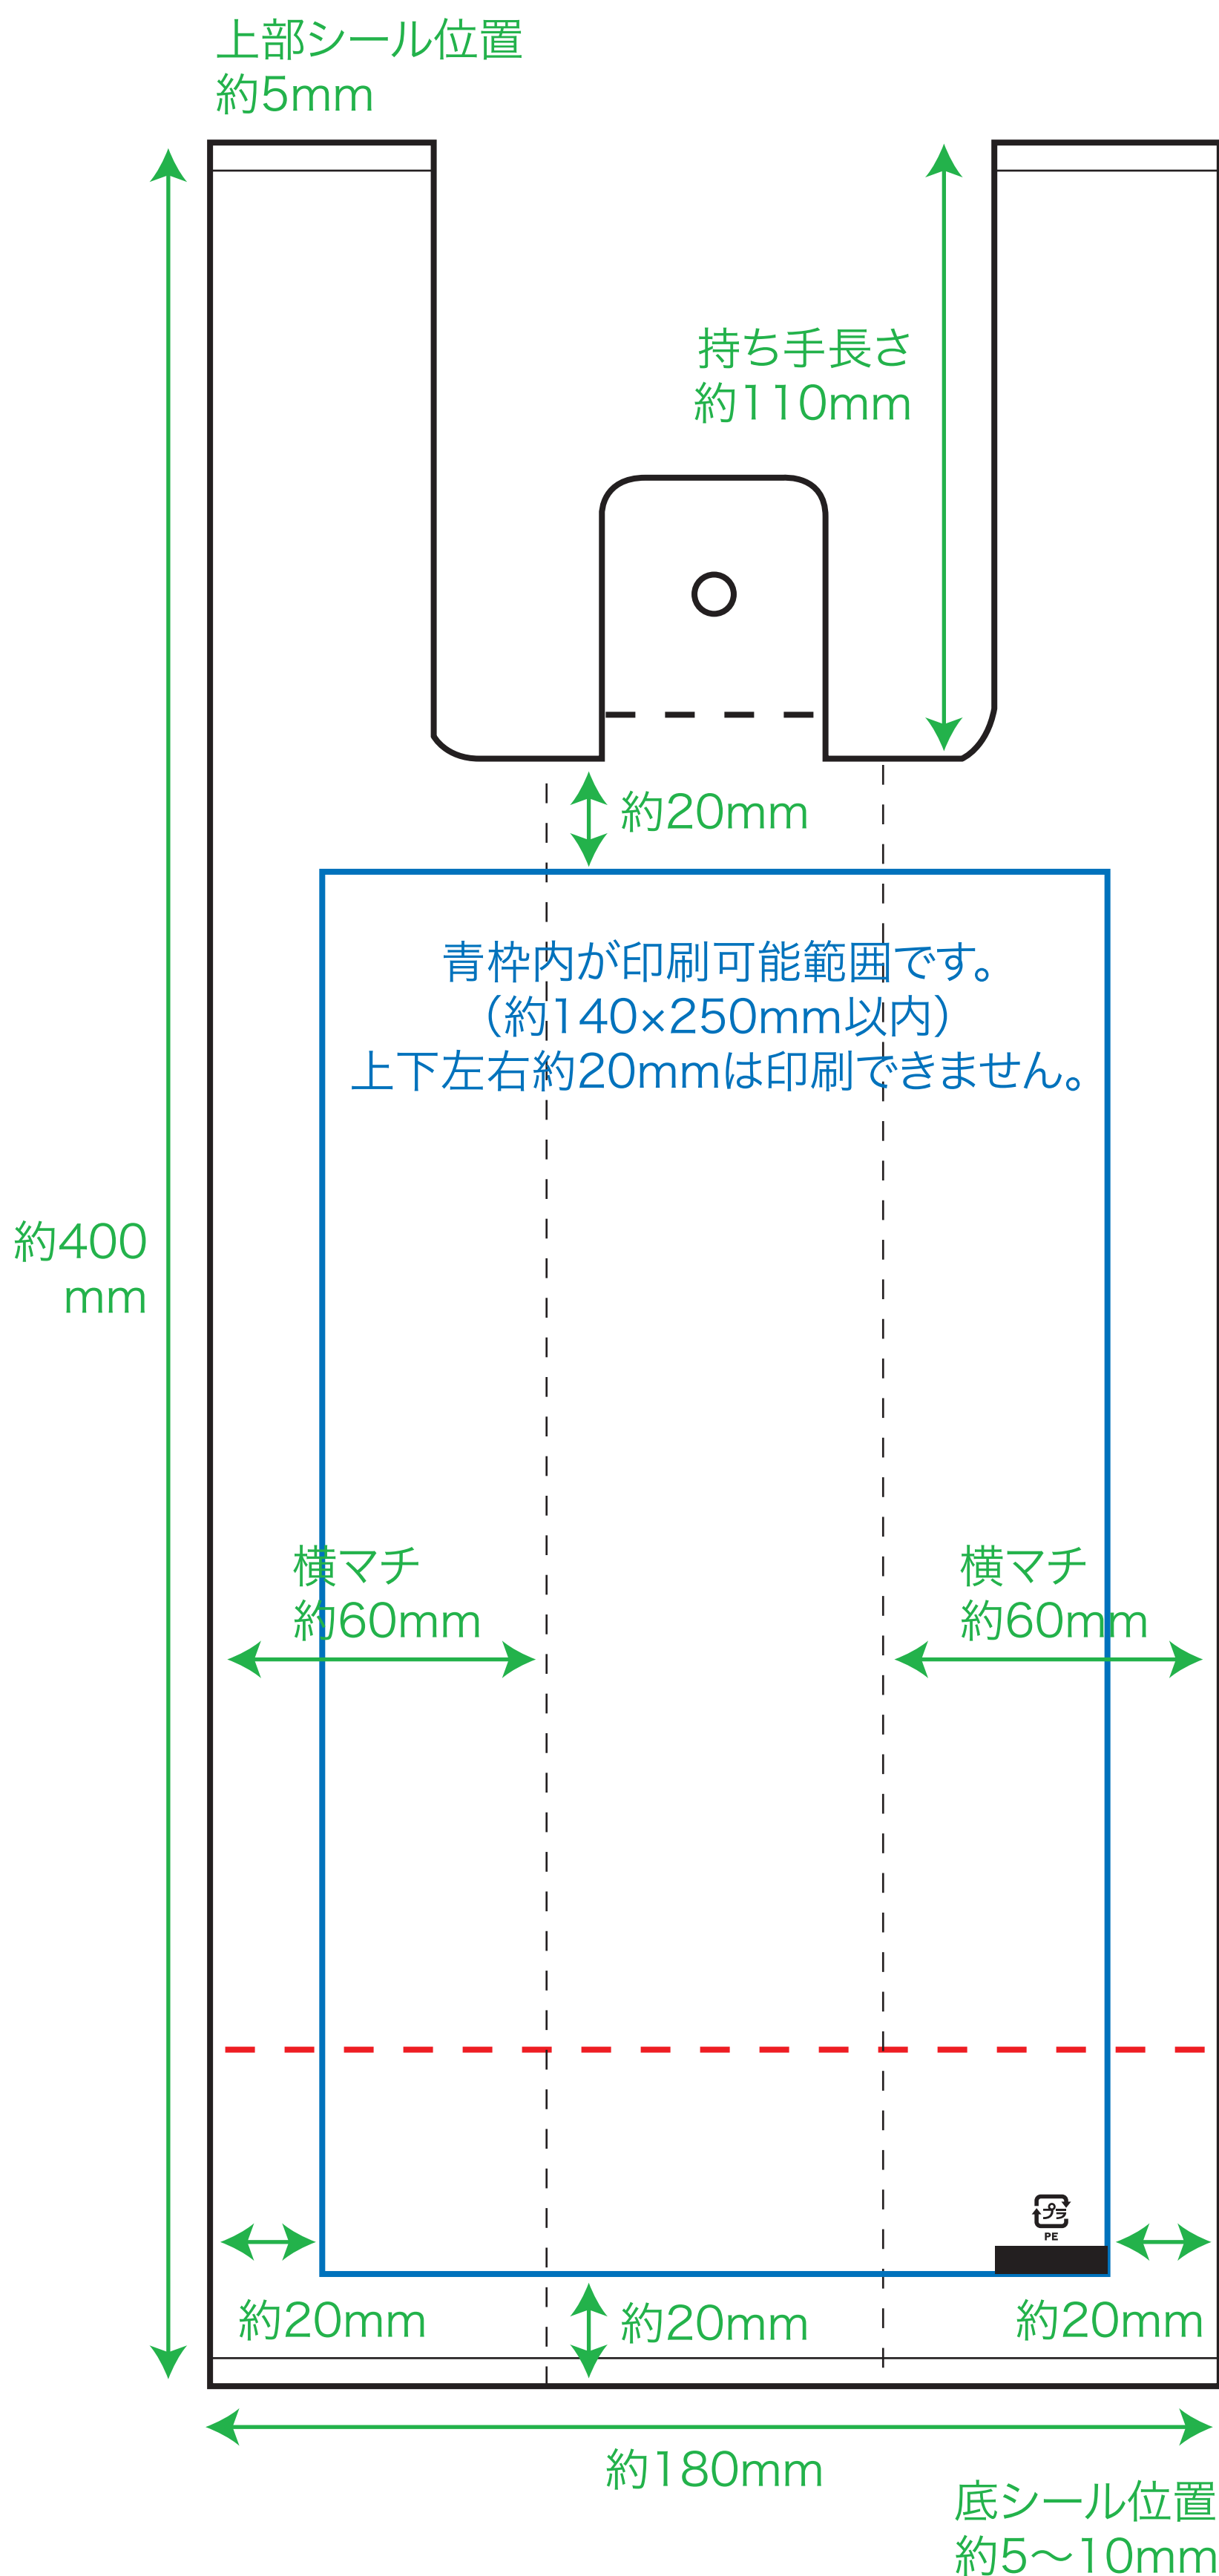 上部シール位置
約5mm
持ち手長さ
約110mm
約20mm
青枠内が印刷可能範囲です。
（約140×250mm以内）
上下左右約20mmは印刷できません。
約400
mm
横マチ
約60mm
横マチ
約60mm
プラ
PE
約20mm
約20mm
約20mm
約180mm
底シール位置
約5〜10mm